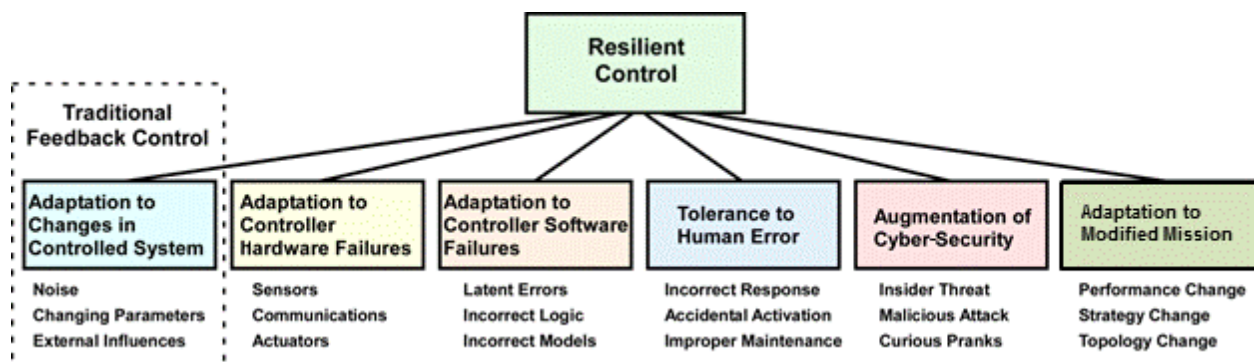 Resilient
Control
Traditional
Feedback Control
Adaptation to
Changes in
Controlled System
Noise
Changing Parameters
External Influences
Adaptation to
Controller
Hardware Failures
Sensors
Communications
Actuators
Adaptation to
Controller Software
Failures
Latent Errors
Incorrect Logic
Incorrect Models
Tolerance to
Human Error
Incorrect Response
Accidental Activation
Improper Maintenance
Augmentation of
Cyber-Security
Insider Threat
Malicious Attack
Curious Pranks
Adaptation to
Modified Mission
Performance Change
Strategy Change
Topology Change